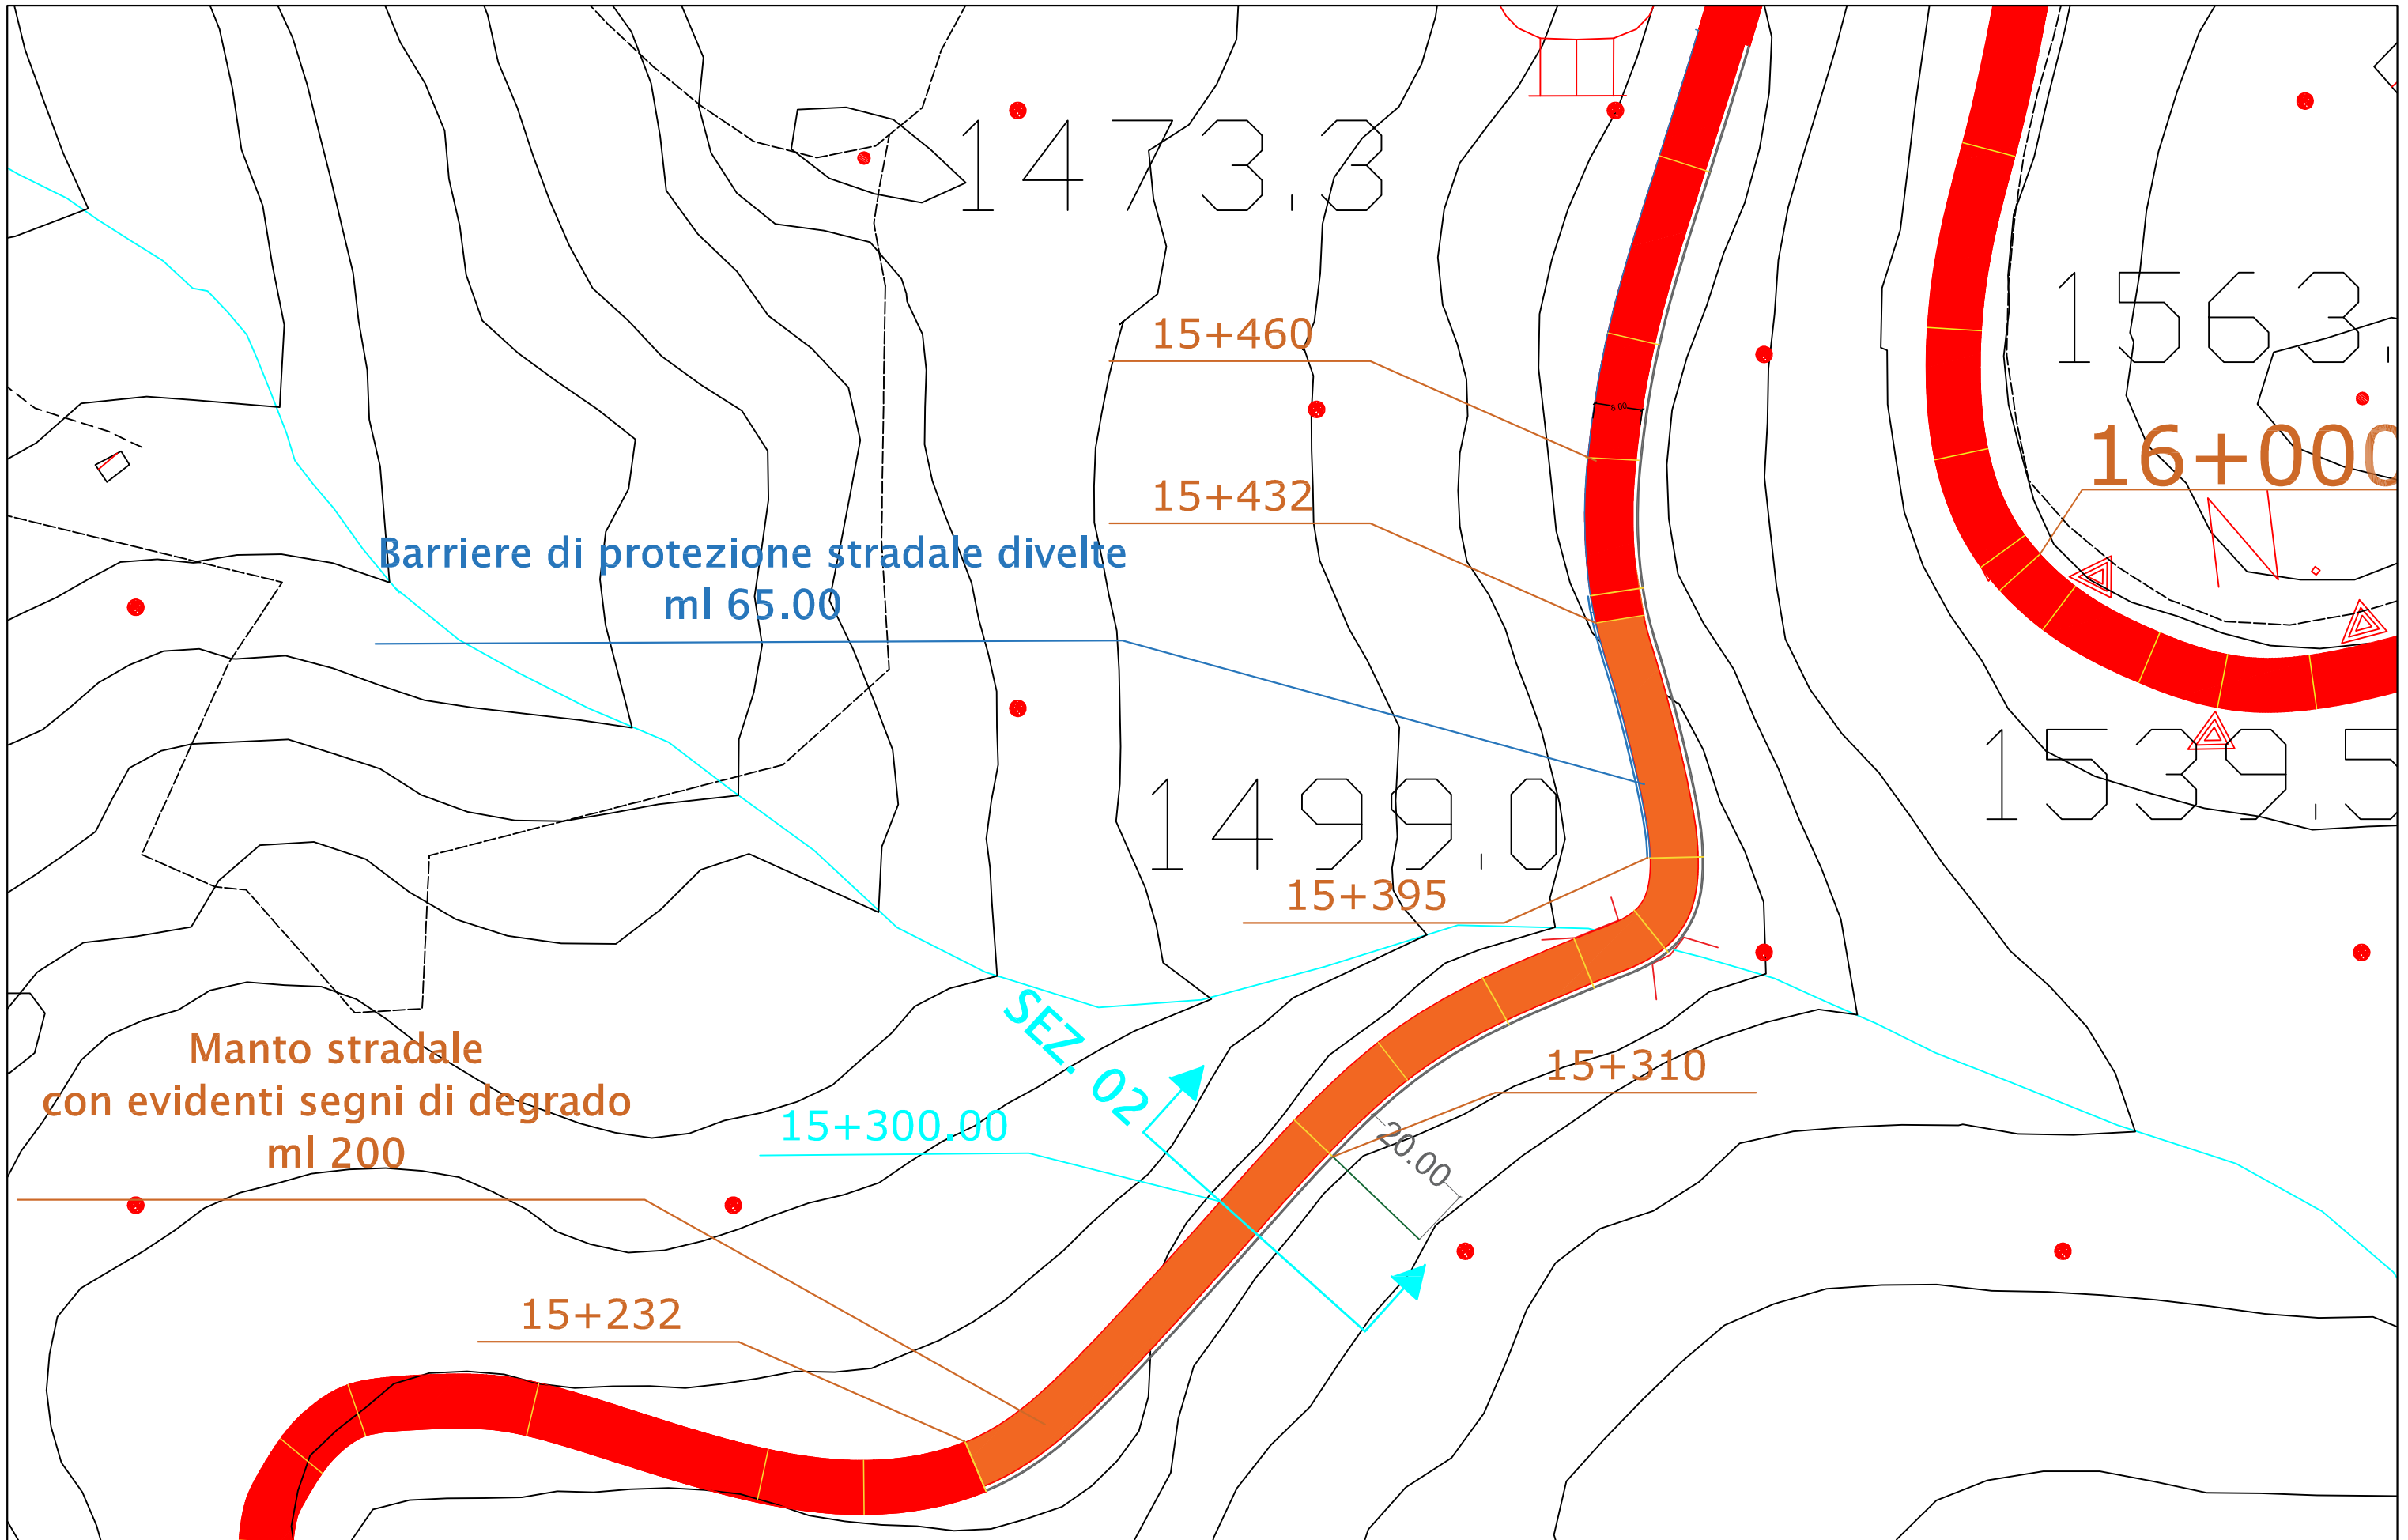 1473.3
1563.
15+460
8.00
16+000
15+432
Barriere di protezione stradale divelte
ml 65.00
1499.0
1539.5
15+395
SEZ. 02
Manto stradale
con evidenti segni di degrado
ml 200
15+310
15+300.00
20.00
15+232